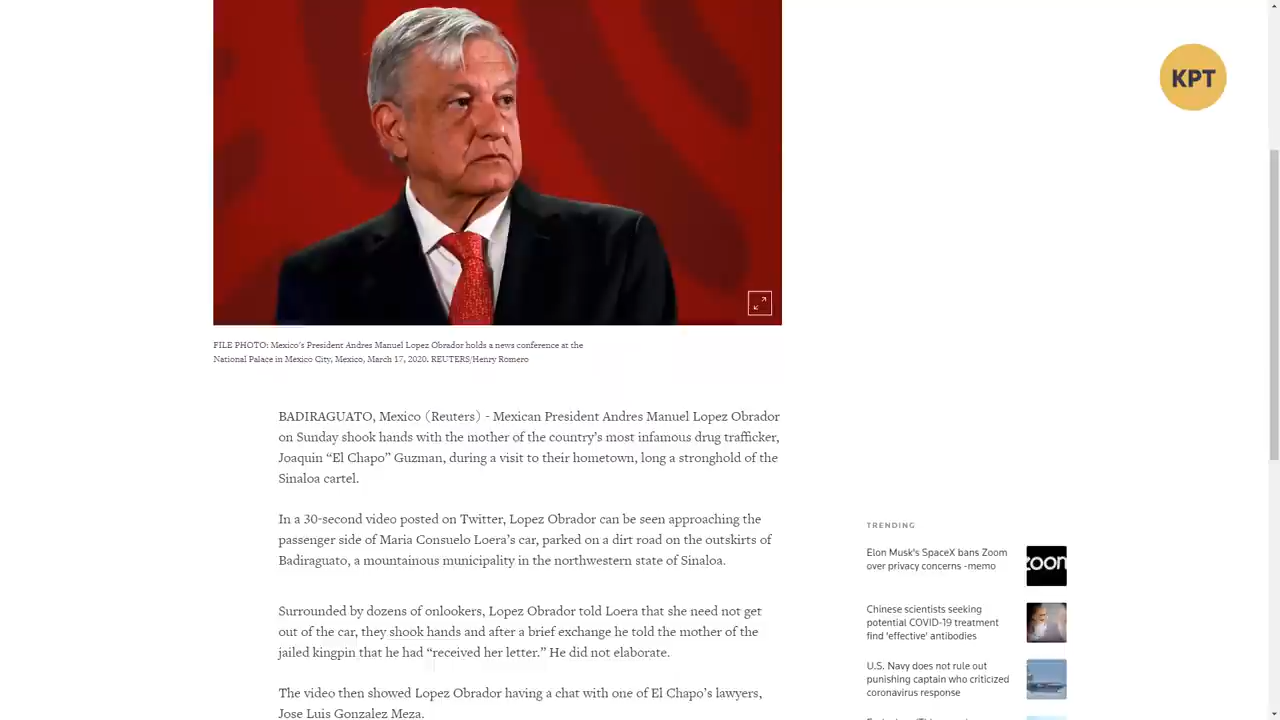 KPT
FILE PHOTO: Mexico's President Andres Manuel Lopez Obrador holds a news conference at the
National Palace in Mexico City, Mexico, March 17, 2020. REUTERS/Henry Romero
BADIRAGUATO, Mexico (Reuters) - Mexican President Andres Manuel Lopez Obrador
on Sunday shook hands with the mother of the country's most infamous drug trafficker,
Joaquin “El Chapo” Guzman, during a visit to their hometown, long a stronghold of the
Sinaloa cartel.
In a 30-second video posted on Twitter, Lopez Obrador can be seen approaching the
passenger side of Maria Consuelo Loera's car, parked on a dirt road on the outskirts of
Badiraguato, a mountainous municipality in the northwestern state of Sinaloa.
Surrounded by dozens of onlookers, Lopez Obrador told Loera that she need not get
out of the car, they shook hands and after a brief exchange he told the mother of the
jailed kingpin that he had “received her letter.” He did not elaborate.
The video then showed Lopez Obrador having a chat with one of El Chapo's lawyers,
Jose Luis Gonzalez Meza.
TRENDING
Elon Musk's SpaceX bans Zoom
over privacy concerns -memo
zoom
Chinese scientists seeking
potential COVID-19 treatment
find 'effective' antibodies
U.S. Navy does not rule out
punishing captain who criticized
coronavirus response